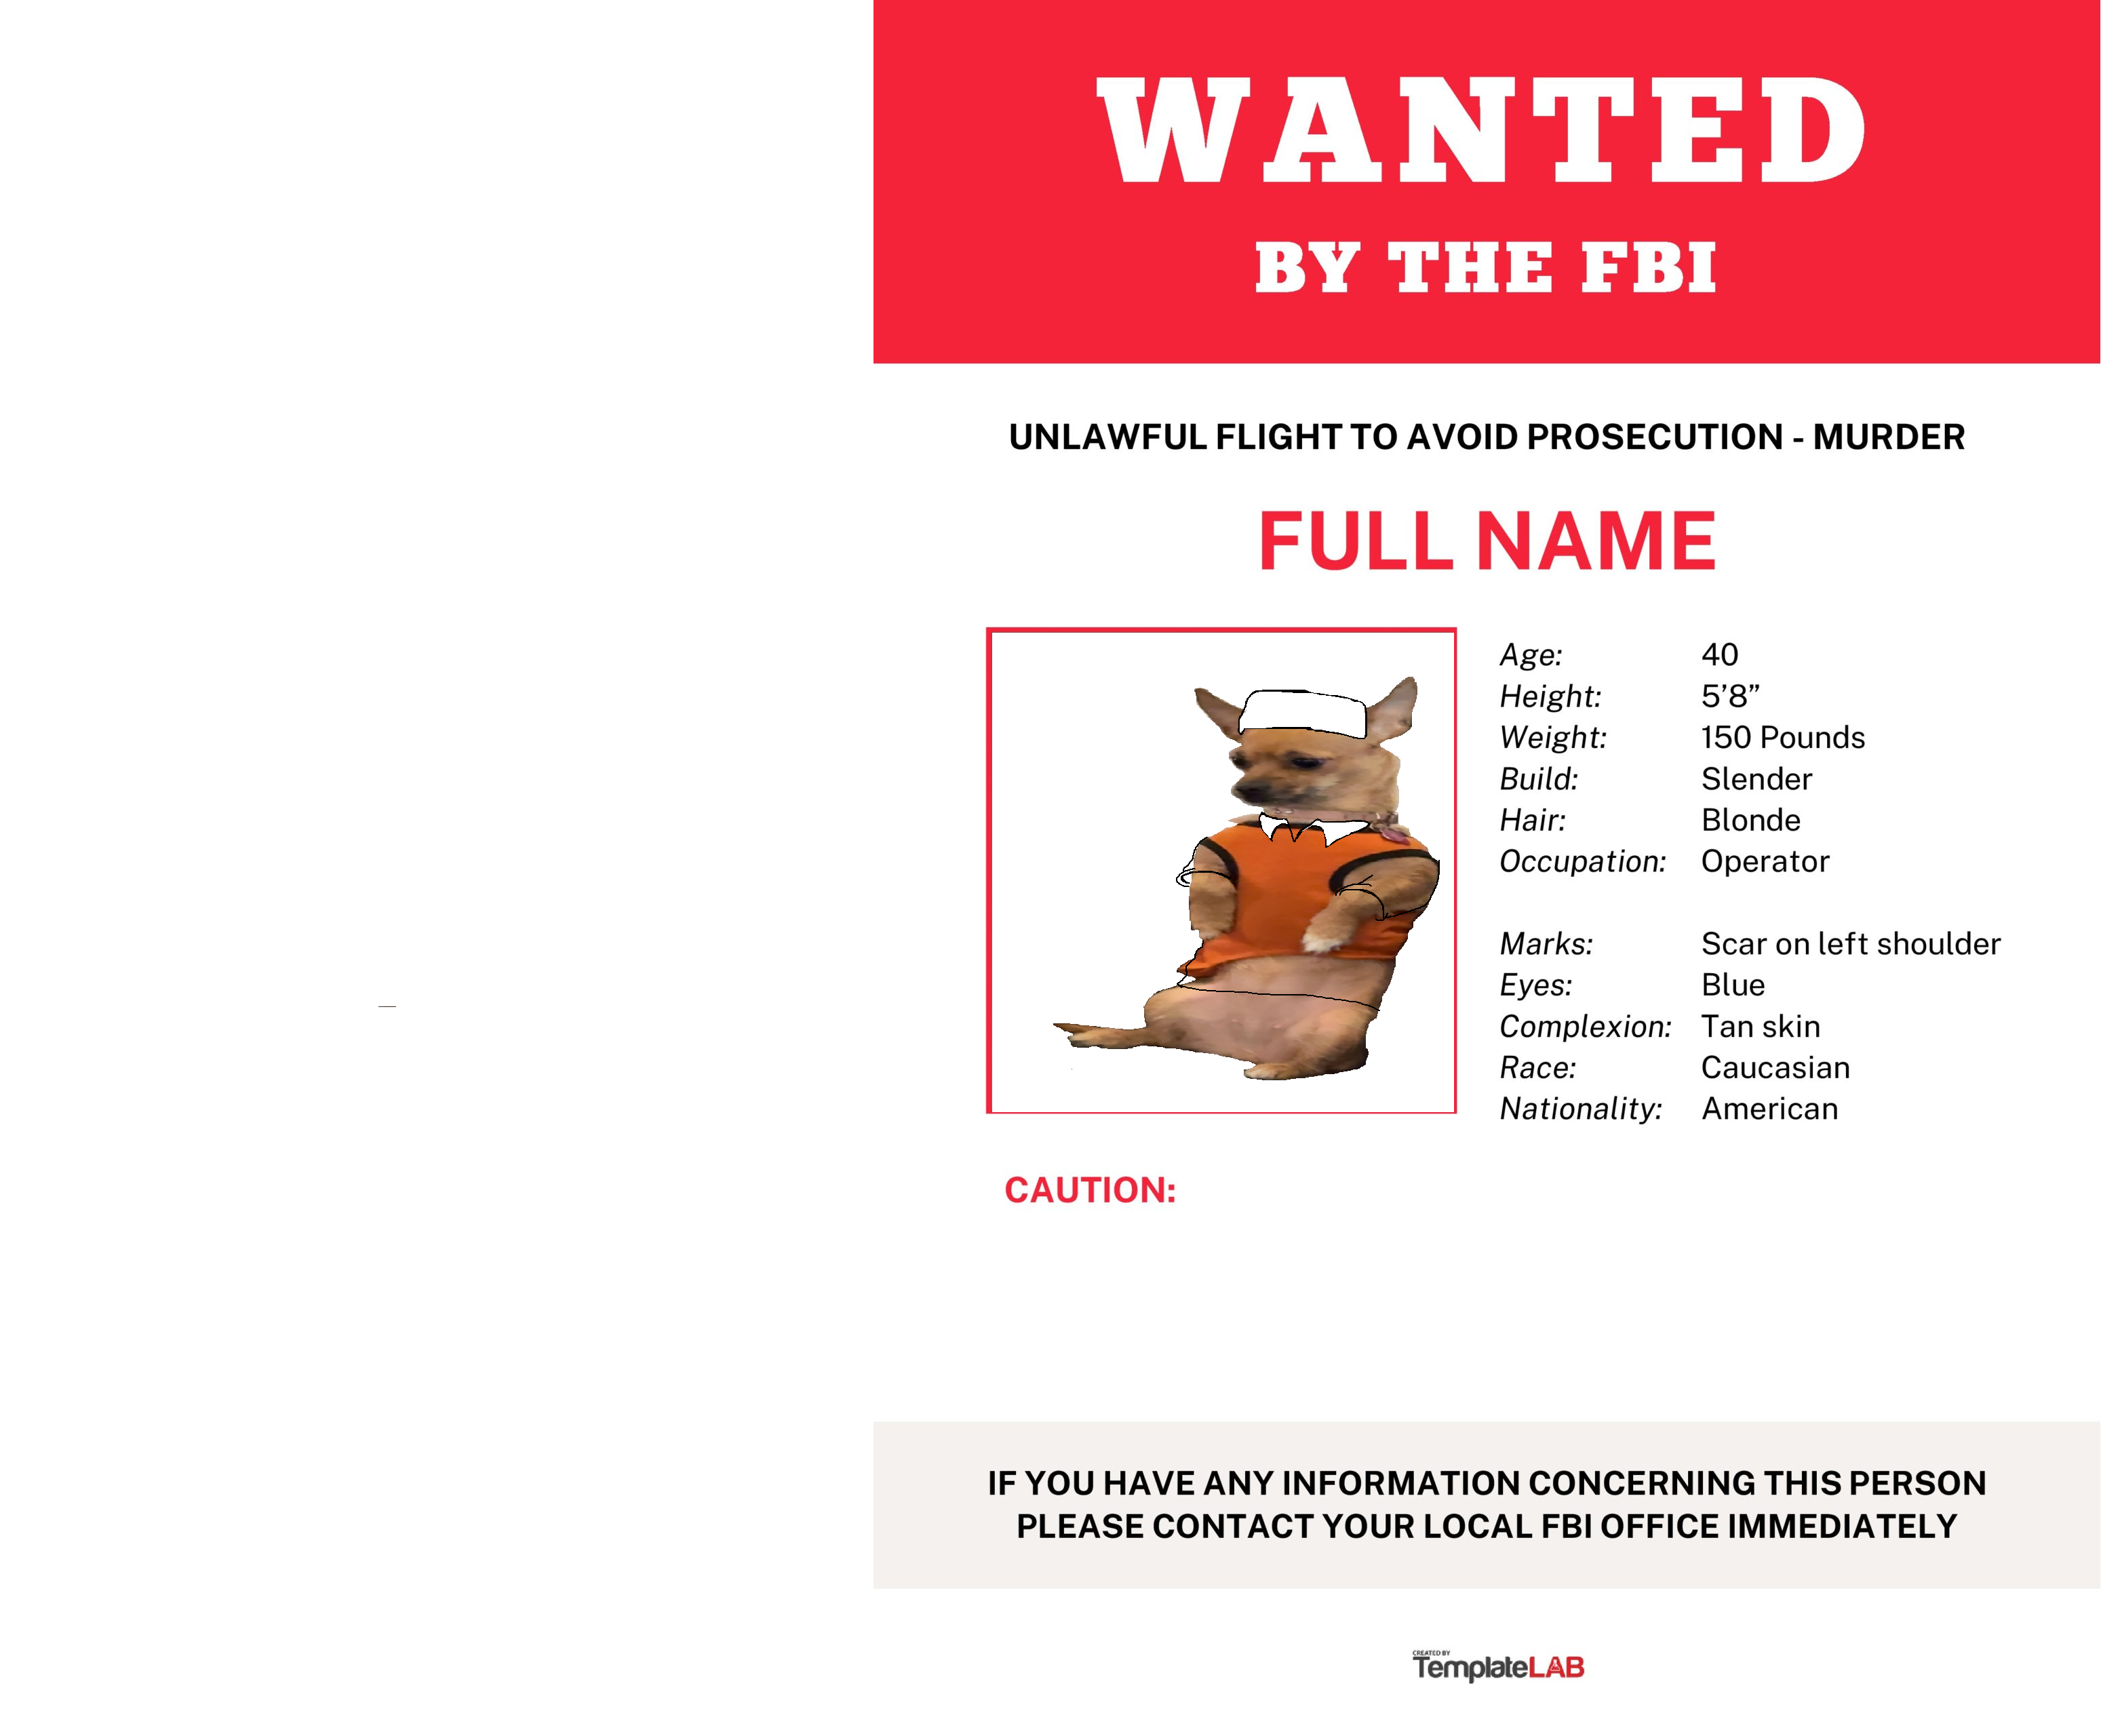 WANTED
BY THE FBI
UNLAWFUL FLIGHT TO AVOID PROSECUTION - MURDER
FULL NAME
Age: 40
Height: 5’8”
Weight: 150 Pounds
Build: Slender
Hair: Blonde
Occupation: Operator
Marks: Scar on left shoulder
Eyes: Blue
Complexion: Tan skin
Race: Caucasian
Nationality: American
CAUTION:
IF YOU HAVE ANY INFORMATION CONCERNING THIS PERSON
PLEASE CONTACT YOUR LOCAL FBI OFFICE IMMEDIATELY
CREATED BY
TemplateLAB